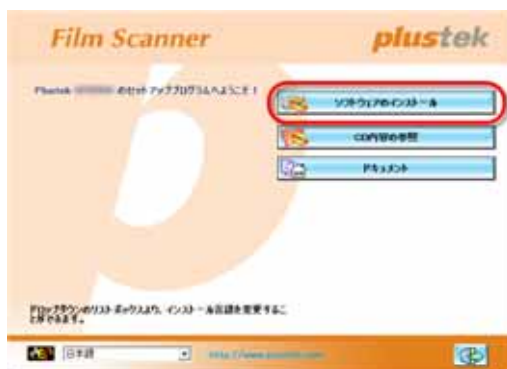 Film Scanner
plustek
Plustek のセットアッププログラムへようこそ！
ソフトウェアのインストール
CD内容の参照
ドキュメント
ドロップダウンのリストボックスより、インストール言語を変更するこ
とができます。
日本語